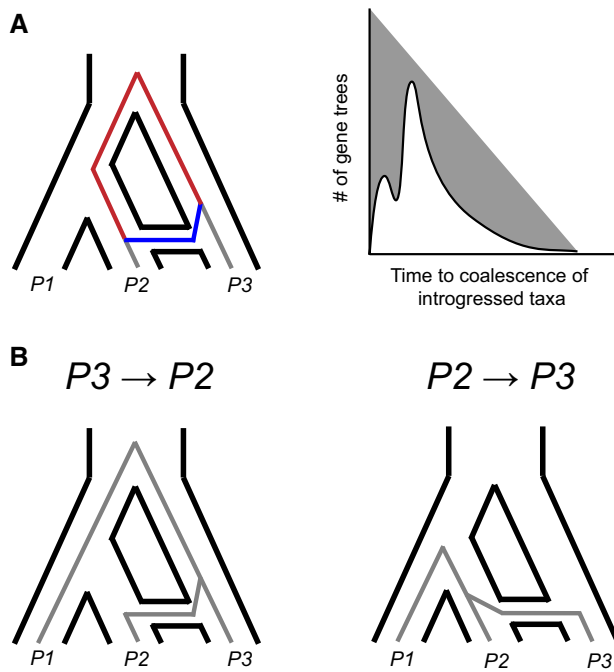 A
P1
P2
P3
# of gene trees
Time to coalescence of
introgressed taxa
B
P3 → P2
P2 → P3
P1
P2
P3
P1
P2
P3